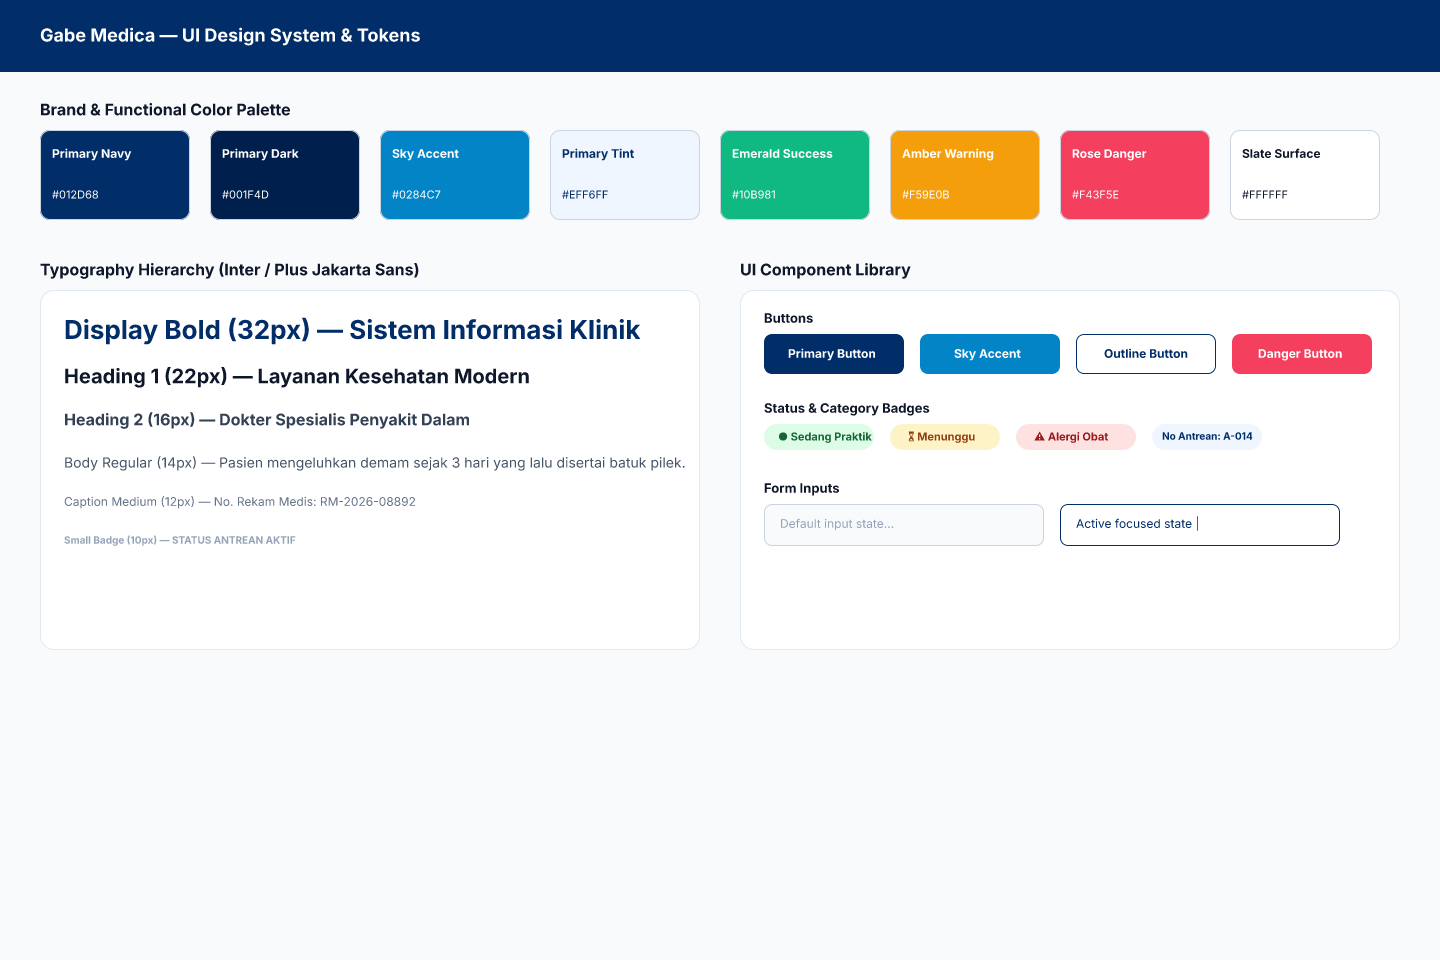 Gabe Medica — UI Design System & Tokens
Brand & Functional Color Palette
Primary Navy
#012D68
Primary Dark
#001F4D
Sky Accent
#0284C7
Primary Tint
#EFF6FF
Emerald Success
#10B981
Amber Warning
#F59E0B
Rose Danger
#F43F5E
Slate Surface
#FFFFFF
Typography Hierarchy (Inter / Plus Jakarta Sans)
Display Bold (32px) — Sistem Informasi Klinik
Heading 1 (22px) — Layanan Kesehatan Modern
Heading 2 (16px) — Dokter Spesialis Penyakit Dalam
Body Regular (14px) — Pasien mengeluhkan demam sejak 3 hari yang lalu disertai batuk pilek.
Caption Medium (12px) — No. Rekam Medis: RM-2026-08892
Small Badge (10px) — STATUS ANTREAN AKTIF
UI Component Library
Buttons
Primary Button
Sky Accent
Outline Button
Danger Button
Status & Category Badges
● Sedang Praktik
⏳ Menunggu
⚠ Alergi Obat
No Antrean: A-014
Form Inputs
Default input state...
Active focused state |